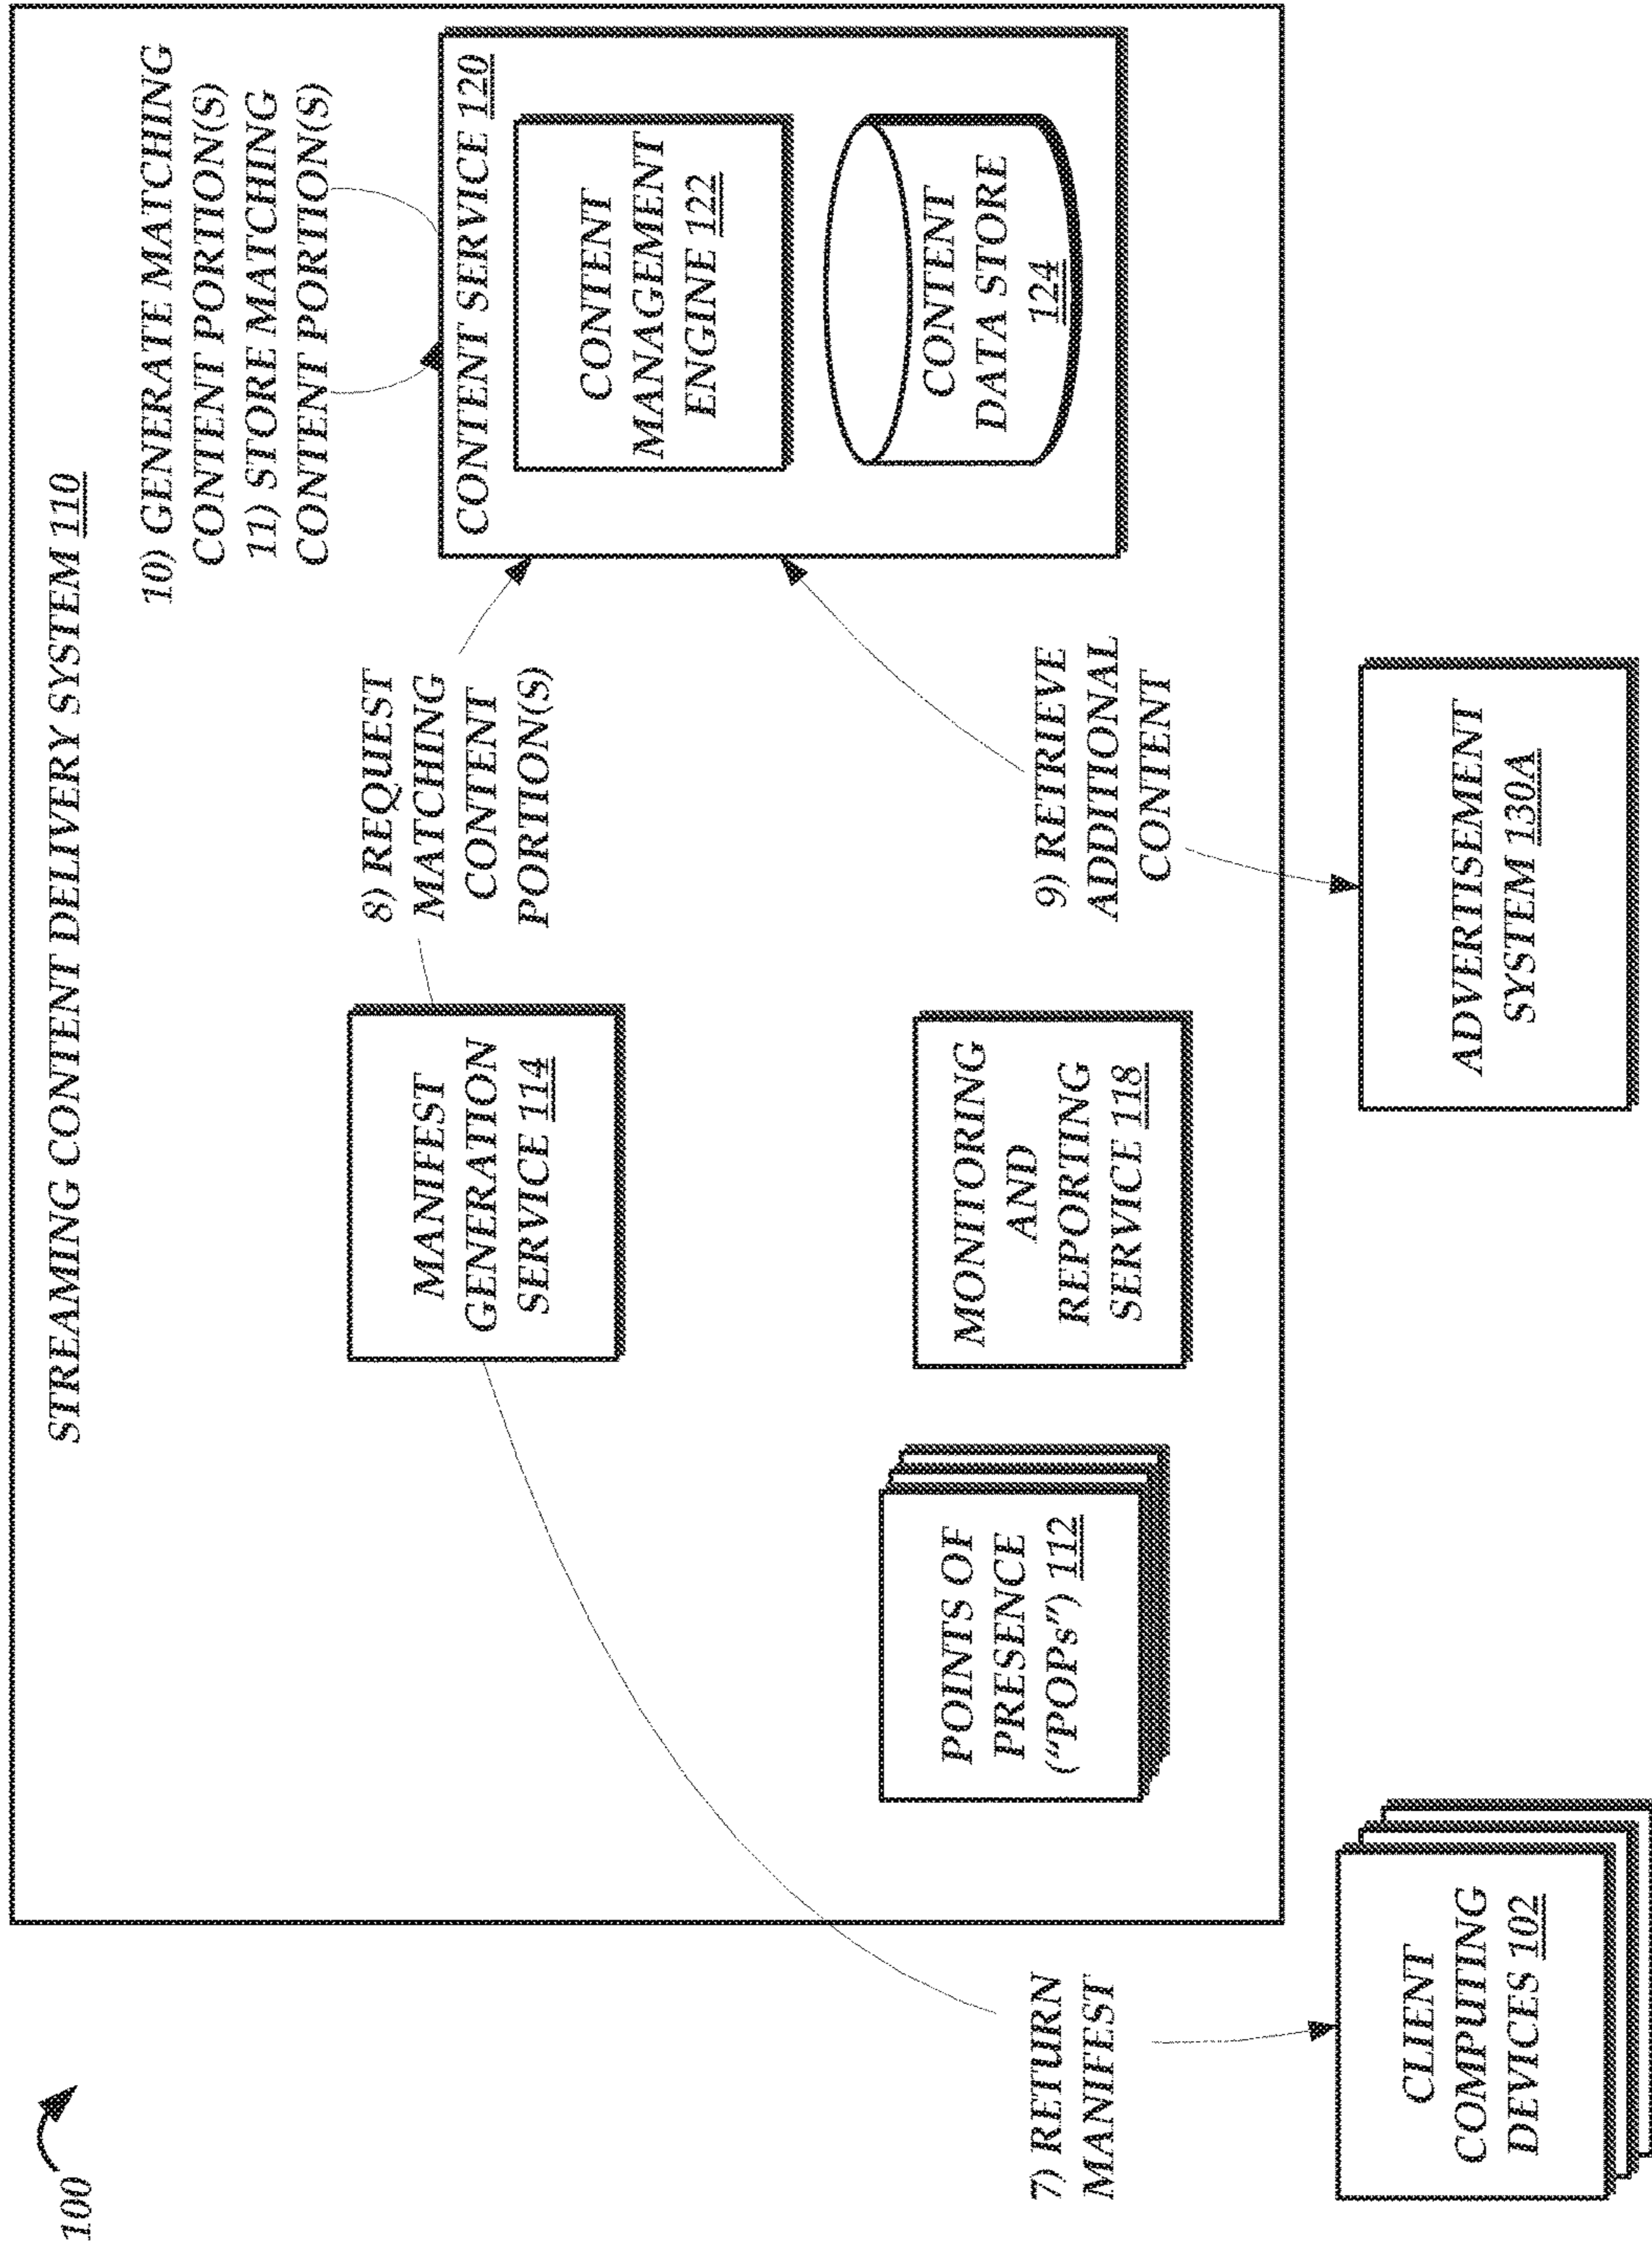 100
STREAMING CONTENT DELIVERY SYSTEM 110
10) GENERATE MATCHING
CONTENT PORTION(S)
11) STORE MATCHING
CONTENT PORTION(S)
8) REQUEST
MATCHING
CONTENT
PORTION(S)
MANIFEST
GENERATION
SERVICE 114
CONTENT SERVICE 120
CONTENT
MANAGEMENT
ENGINE 122
CONTENT
DATA STORE
124
POINTS OF
PRESENCE
("POPs") 112
MONITORING
AND
REPORTING
SERVICE 118
7) RETURN
MANIFEST
9) RETRIEVE
ADDITIONAL
CONTENT
CLIENT
COMPUTING
DEVICES 102
ADVERTISEMENT
SYSTEM 130A